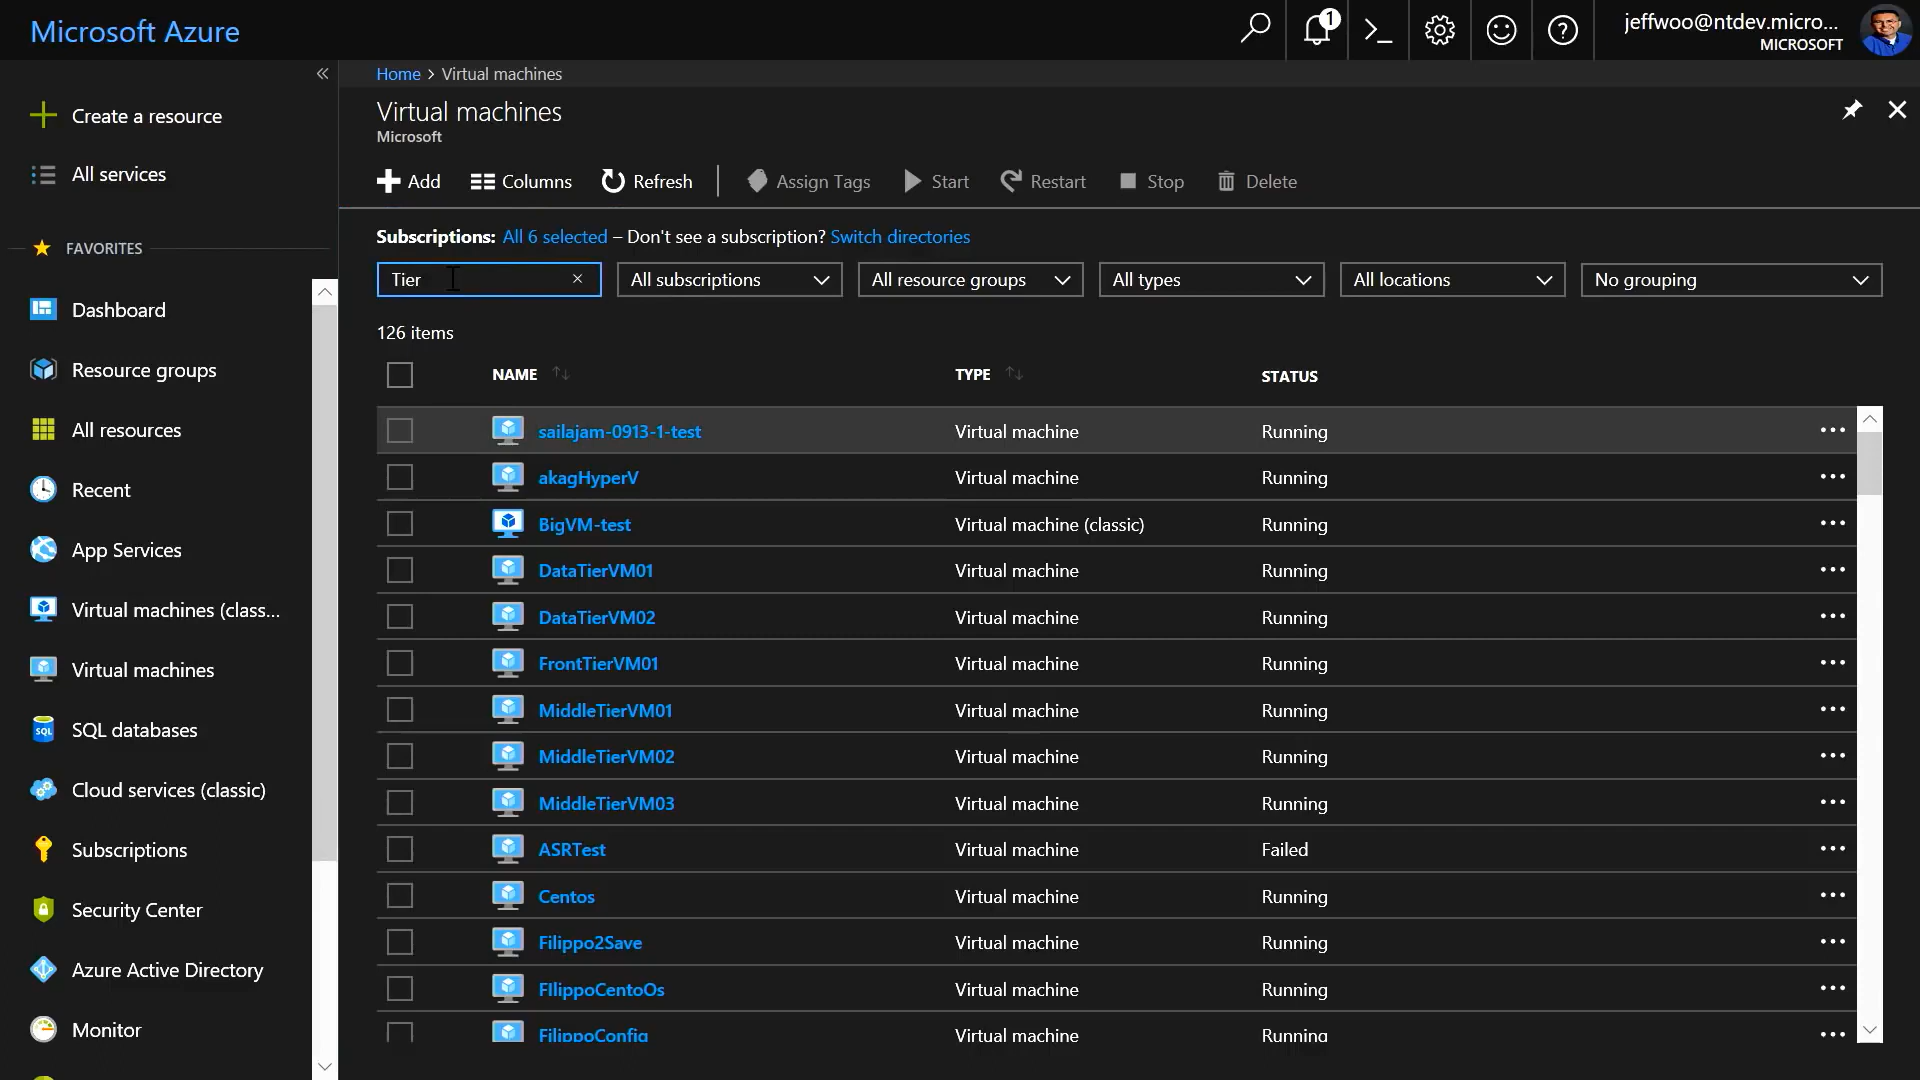 Microsoft Azure
1
jeffwoo@ntdev.micro...
MICROSOFT
Create a resource
All services
FAVORITES
Dashboard
Resource groups
All resources
Recent
App Services
Virtual machines (class...
Virtual machines
SQL databases
Cloud services (classic)
Subscriptions
Security Center
Azure Active Directory
Monitor
Home > Virtual machines
Virtual machines
Microsoft
Add Columns Refresh Assign Tags Start Restart Stop Delete
Subscriptions: All 6 selected – Don't see a subscription? Switch directories
Tier All subscriptions All resource groups All types All locations No grouping
126 items
NAME TYPE STATUS
sailajam-0913-1-test Virtual machine Running
akagHyperV Virtual machine Running
BigVM-test Virtual machine (classic) Running
DataTierVM01 Virtual machine Running
DataTierVM02 Virtual machine Running
FrontTierVM01 Virtual machine Running
MiddleTierVM01 Virtual machine Running
MiddleTierVM02 Virtual machine Running
MiddleTierVM03 Virtual machine Running
ASRTest Virtual machine Failed
Centos Virtual machine Running
Filippo2Save Virtual machine Running
FIlippoCentoOs Virtual machine Running
FilippoConfig Virtual machine Running